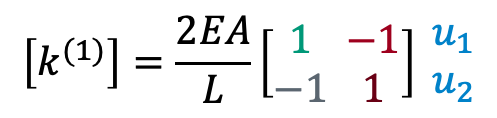 [k⁽¹⁾] = 2EA/L [1 −1; −1 1] u₁ u₂